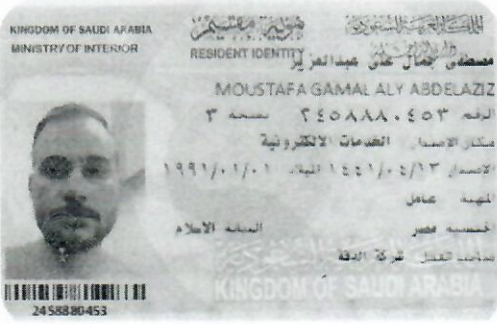 KINGDOM OF SAUDI ARABIA
MINISTRY OF INTERIOR
هوية مقيم
RESIDENT IDENTITY
المملكة العربية السعودية
وزارة الداخلية
مصطفى جمال على عبدالعزيز
MOUSTAFA GAMAL ALY ABDELAZIZ
الرقم ٢٤٥٨٨٨٠٤٥٣ نسخة ٣
مكان الاصدار الخدمات الالكترونية
الاصدار ١٤٤١/٠٤/١٣ الميلاد ١٩٩١/٠١/٠١
المهنة عامل
الجنسية مصر الديانة الاسلام
صاحب العمل شركة الدقة
KINGDOM OF SAUDI ARABIA
2458880453